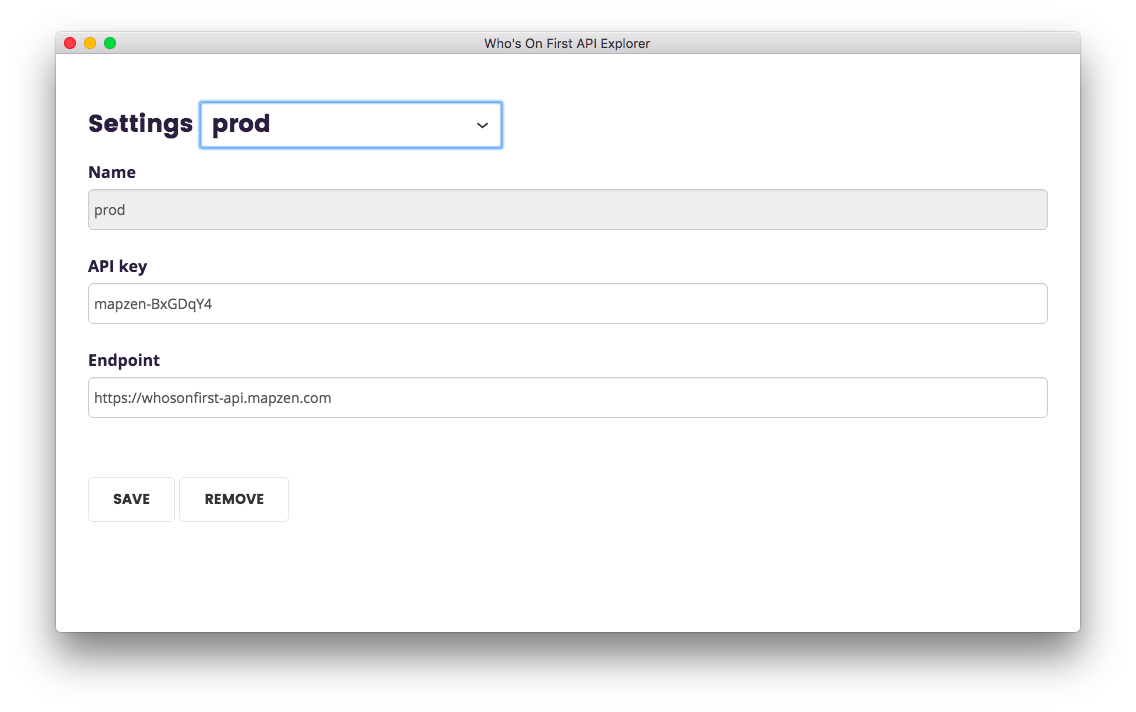 Who's On First API Explorer
Settings prod
Name
prod
API key
mapzen-BxGDqY4
Endpoint
https://whosonfirst-api.mapzen.com
SAVE REMOVE